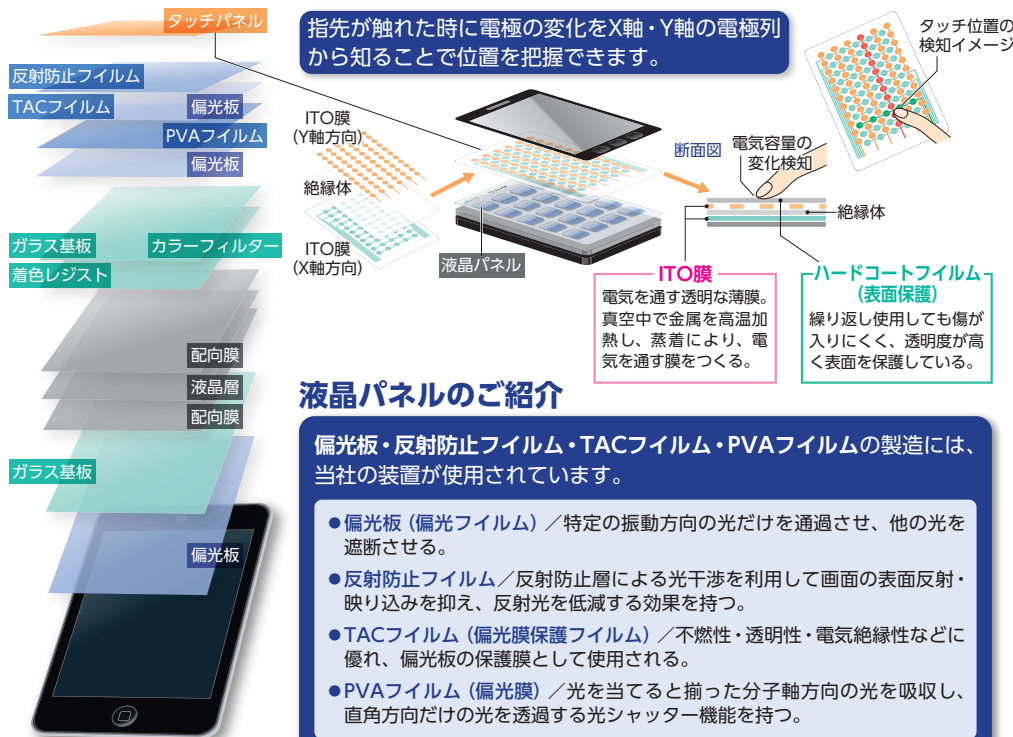 タッチパネル
反射防止フイルム
TACフイルム
偏光板
PVAフイルム
偏光板
ガラス基板
カラーフィルター
着色レジスト
配向膜
液晶層
配向膜
ガラス基板
偏光板
指先が触れた時に電極の変化をX軸・Y軸の電極列
から知ることで位置を把握できます。
タッチ位置の
検知イメージ
ITO膜
(Y軸方向)
絶縁体
ITO膜
(X軸方向)
液晶パネル
断面図
電気容量の
変化検知
絶縁体
ITO膜
電気を通す透明な薄膜。
真空中で金属を高温加
熱し、蒸着により、電
気を通す膜をつくる。
ハードコートフイルム
(表面保護)
繰り返し使用しても傷が
入りにくく、透明度が高
く表面を保護している。
液晶パネルのご紹介
偏光板・反射防止フイルム・TACフイルム・PVAフイルムの製造には、
当社の装置が使用されています。
●偏光板（偏光フイルム）／特定の振動方向の光だけを通過させ、他の光を
遮断させる。
●反射防止フイルム／反射防止層による光干渉を利用して画面の表面反射・
映り込みを抑え、反射光を低減する効果を持つ。
●TACフイルム（偏光膜保護フイルム）／不燃性・透明性・電気絶縁性などに
優れ、偏光板の保護膜として使用される。
●PVAフイルム（偏光膜）／光を当てると揃った分子軸方向の光を吸収し、
直角方向だけの光を透過する光シャッター機能を持つ。